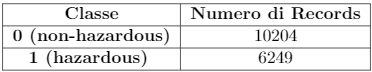 Classe Numero di Records
0 (non-hazardous) 10204
1 (hazardous) 6249